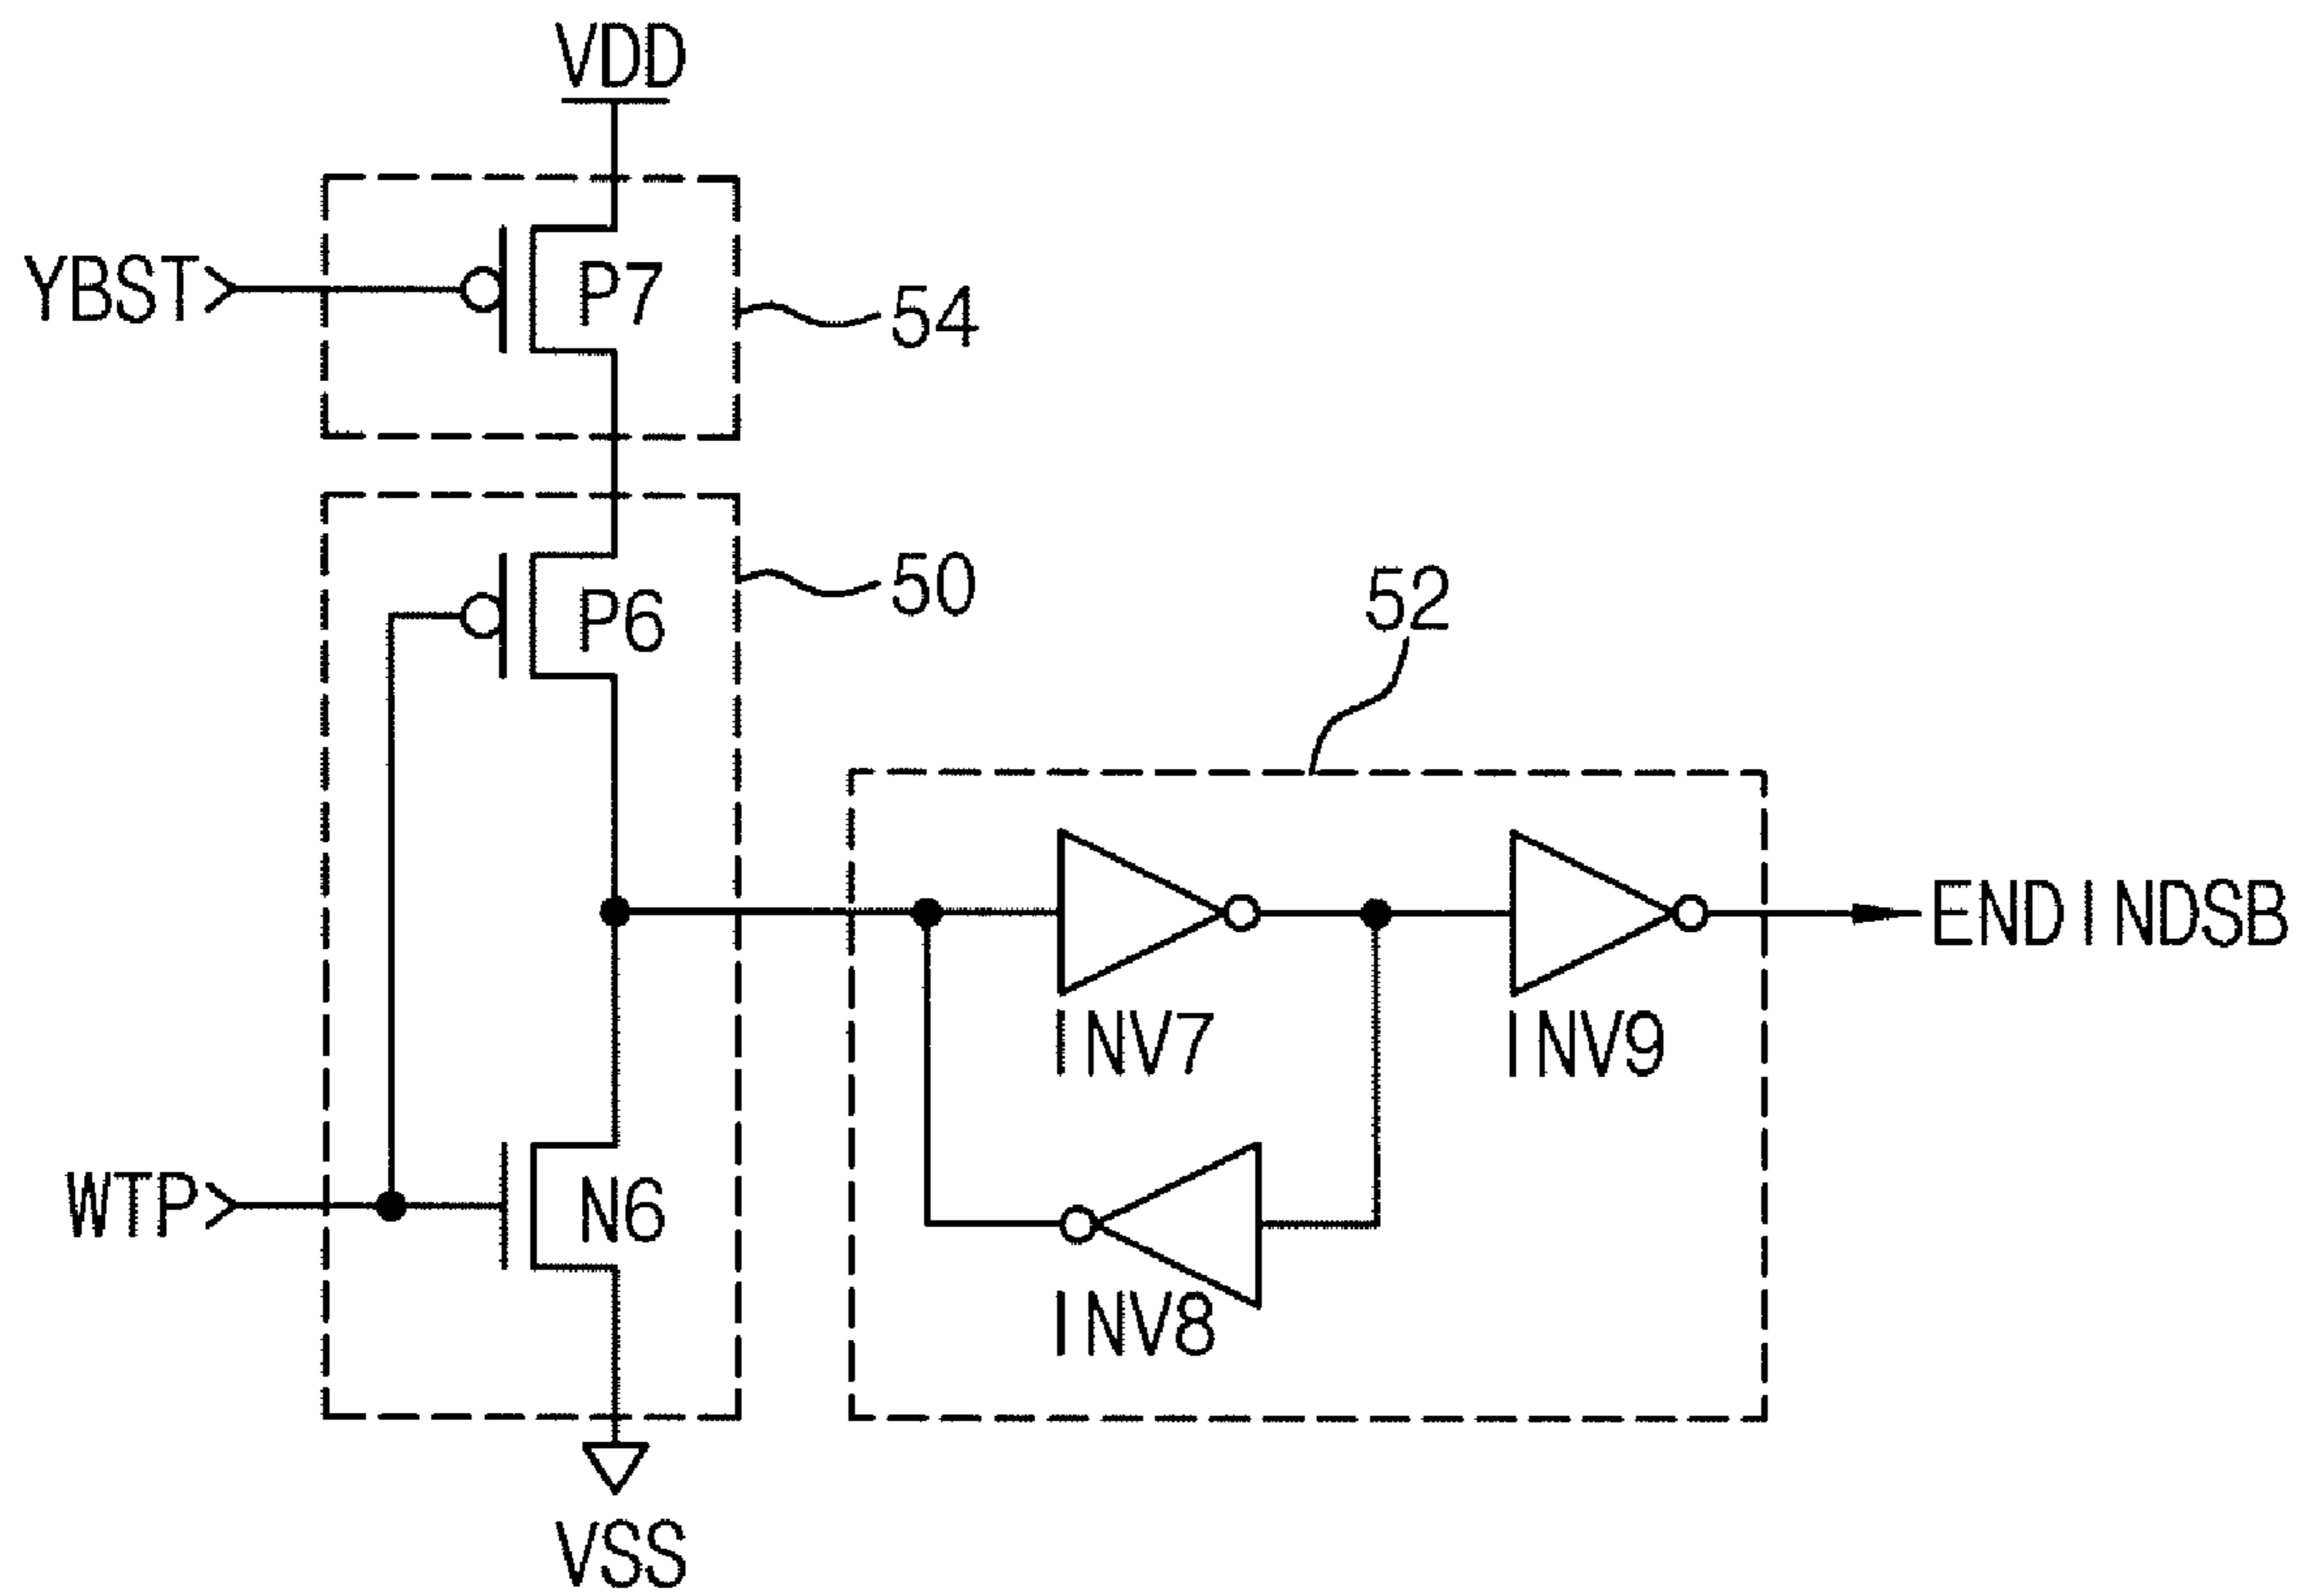 VDD
YBST
P7
54
P6
50
52
ENDINDSB
INV7
INV9
WTP
N6
INV8
VSS